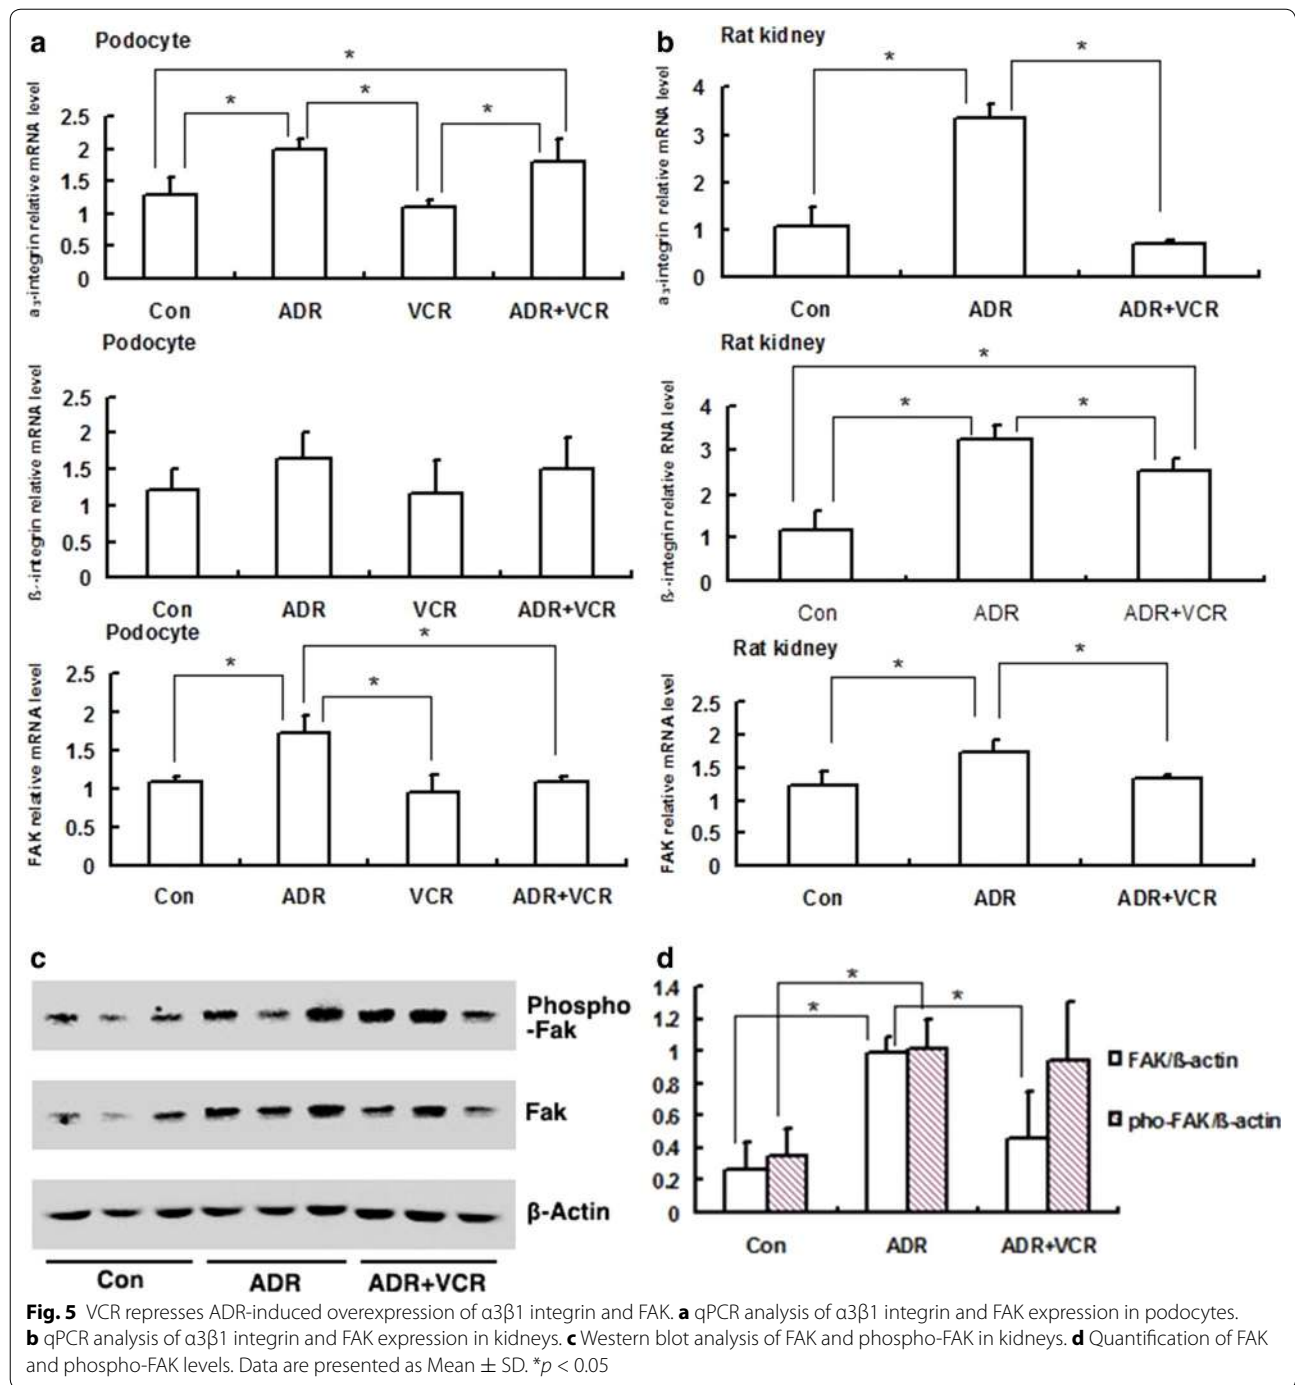 a
Podocyte
*
*
*
*
a₃-integrin relative mRNA level
2.5
2
1.5
1
0.5
0
Con ADR VCR ADR+VCR
Podocyte
integrin relative mRNA level
2.5
2
1.5
1
0.5
0
Con ADR VCR ADR+VCR
Podocyte
*
*
*
FAK relative mRNA level
2.5
2
1.5
1
0.5
0
Con ADR VCR ADR+VCR
b
Rat kidney
*
*
a₃-integrin relative mRNA level
4
3
2
1
0
Con ADR ADR+VCR
Rat kidney
*
*
*
integrin relative RNA level
4
3
2
1
0
Con ADR ADR+VCR
Rat kidney
*
*
FAK relative mRNA level
2.5
2
1.5
1
0.5
0
Con ADR ADR+VCR
c
Phospho
-Fak
Fak
β-Actin
Con ADR ADR+VCR
d
*
*
*
1.4
1.2
1
0.8
0.6
0.4
0.2
0
Con ADR ADR+VCR
FAK/ß-actin
pho-FAK/ß-actin
Fig. 5 VCR represses ADR-induced overexpression of α3β1 integrin and FAK. a qPCR analysis of α3β1 integrin and FAK expression in podocytes.
b qPCR analysis of α3β1 integrin and FAK expression in kidneys. c Western blot analysis of FAK and phospho-FAK in kidneys. d Quantification of FAK
and phospho-FAK levels. Data are presented as Mean ± SD. *p < 0.05